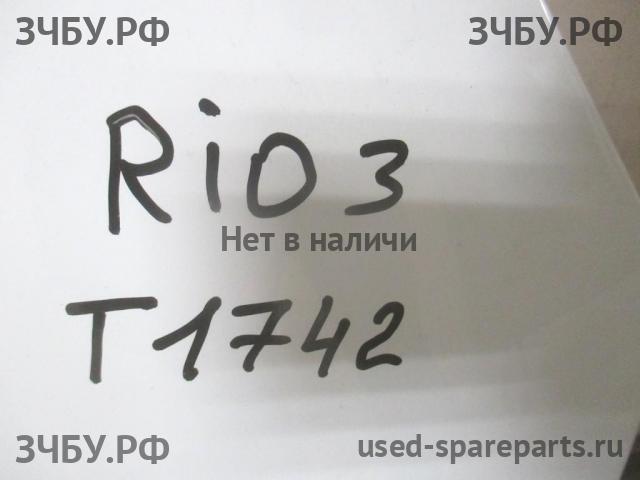 ЗЧБУ.РФ ЗЧБУ.РФ
RiO 3
Нет в наличи
T1742
ЗЧБУ.РФ used-spareparts.ru